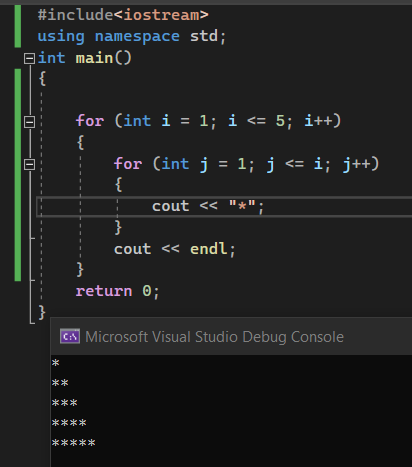 #include<iostream>
using namespace std;
int main()
{
for (int i = 1; i <= 5; i++)
{
for (int j = 1; j <= i; j++)
{
cout << "*";
}
cout << endl;
}
return 0;
}
C:\ Microsoft Visual Studio Debug Console
*
**
***
****
*****